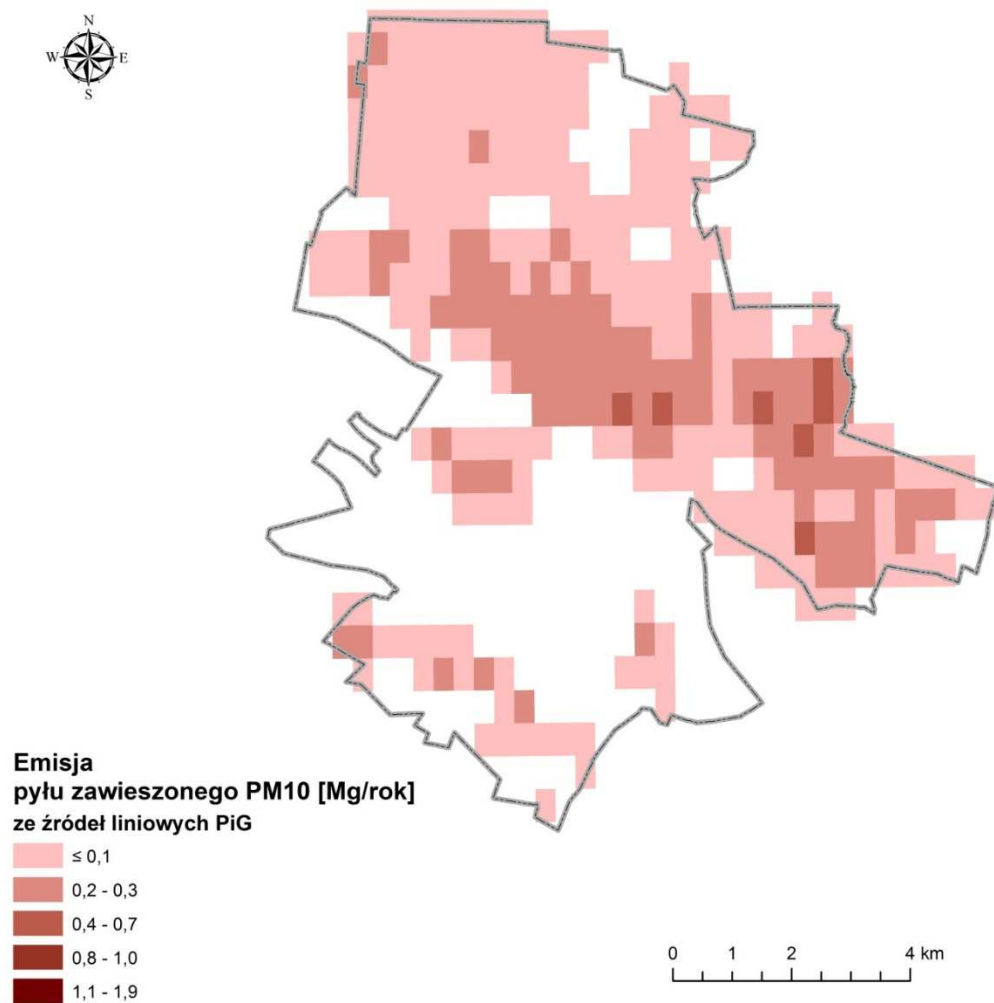 N
W E
S
Emisja
pyłu zawieszonego PM10 [Mg/rok]
ze źródeł liniowych PiG
≤ 0,1
0,2 - 0,3
0,4 - 0,7
0,8 - 1,0
1,1 - 1,9
0 1 2 4 km